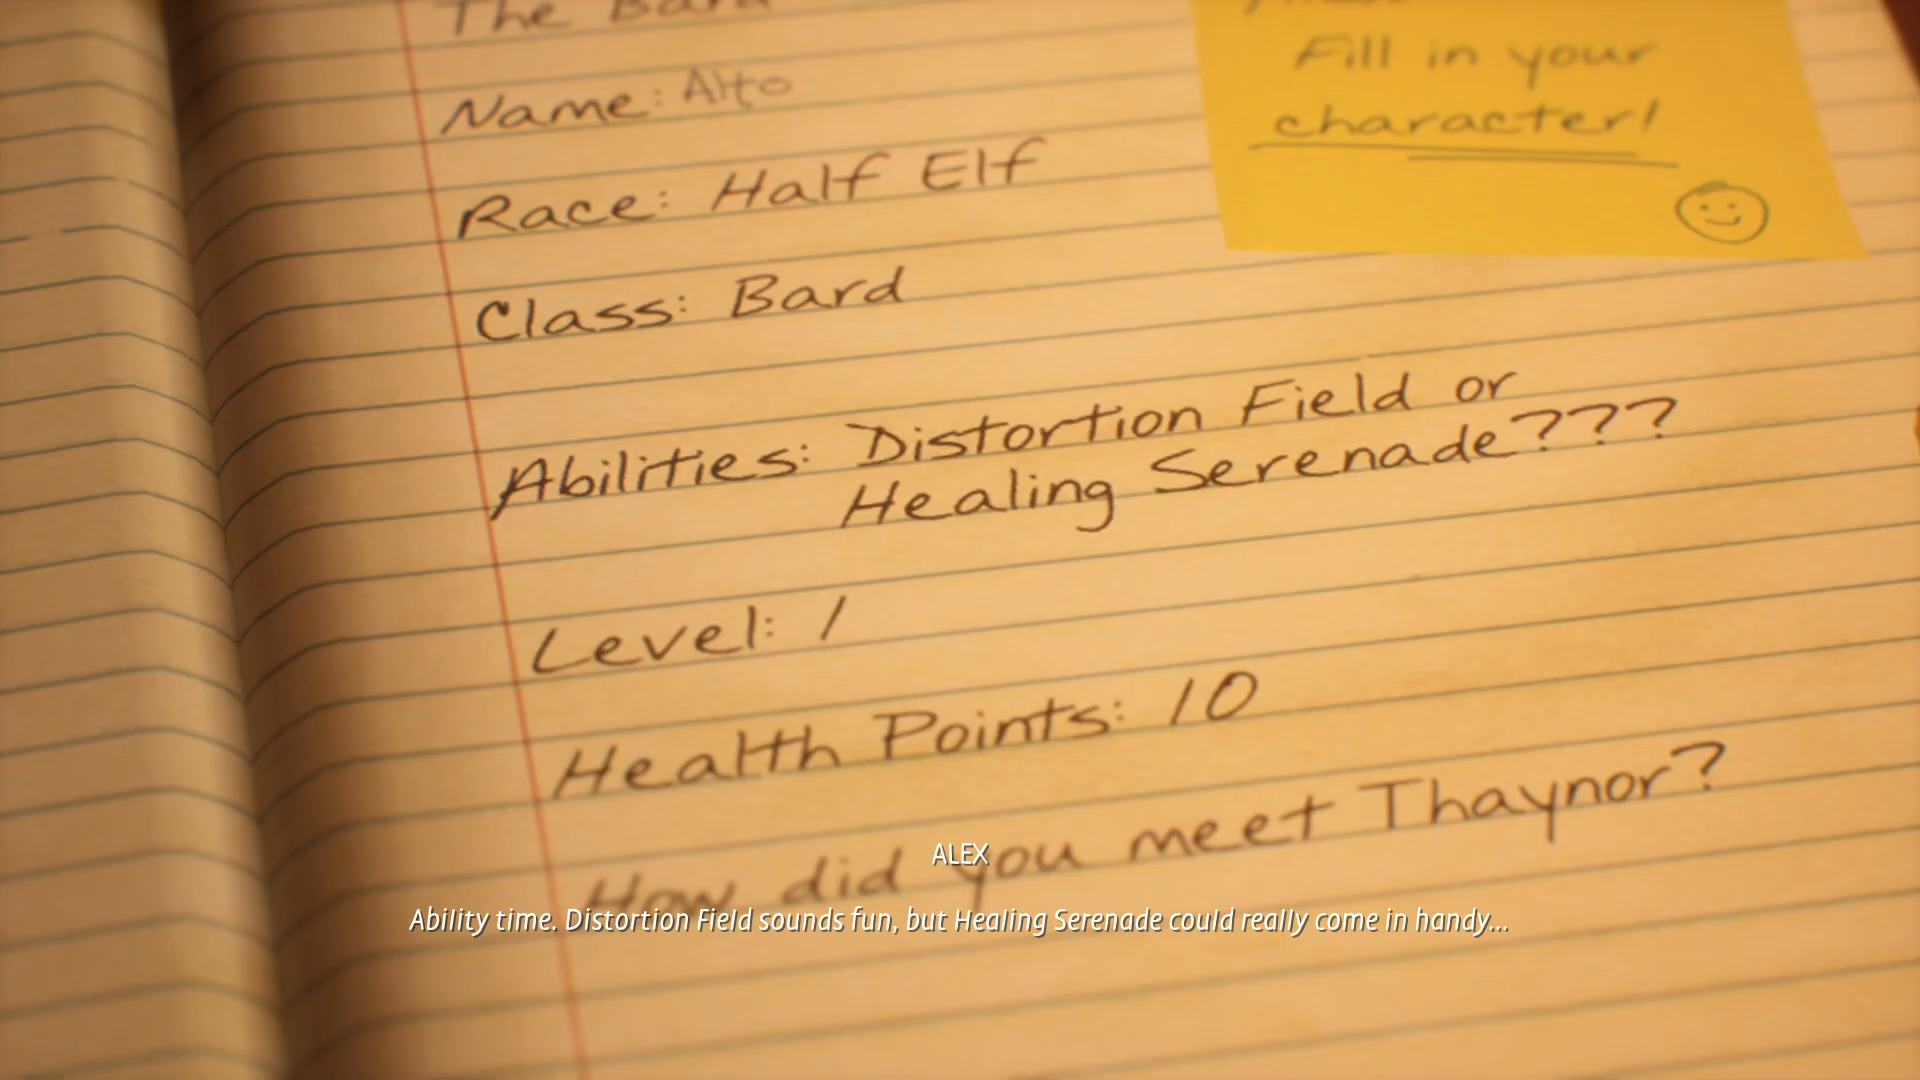 The Bard
Name: Alto
Race: Half Elf
Class: Bard
Abilities: Distortion Field or
Healing Serenade???
Level: 1
Health Points: 10
How did you meet Thaynor?
Fill in your
character!
ALEX
Ability time. Distortion Field sounds fun, but Healing Serenade could really come in handy...